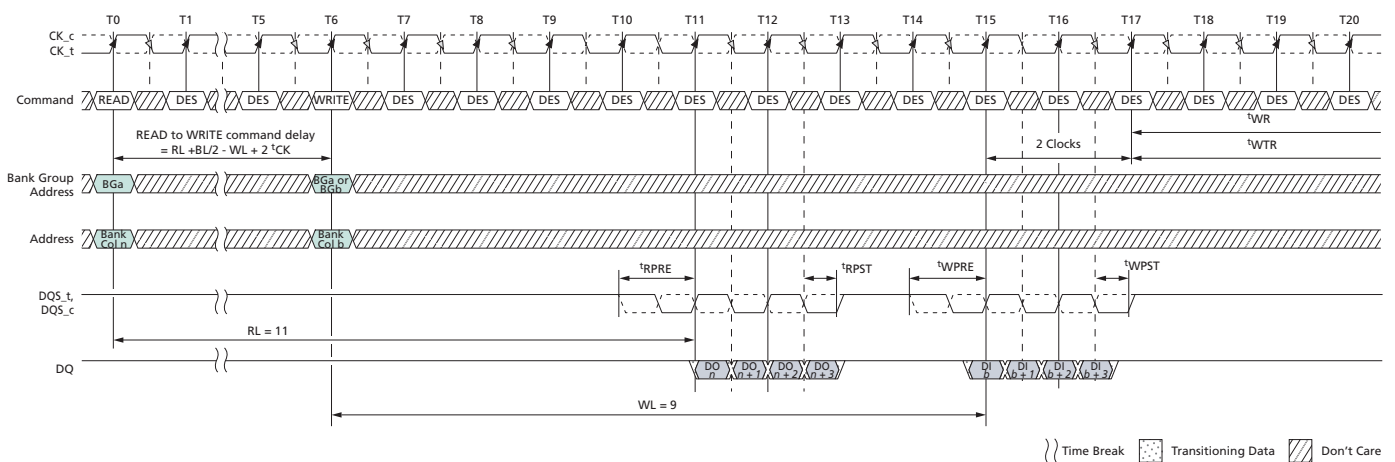 T0 T1 T5 T6 T7 T8 T9 T10 T11 T12 T13 T14 T15 T16 T17 T18 T19 T20
CK_c
CK_t
Command READ DES DES WRITE DES DES DES DES DES DES DES DES DES DES DES DES DES DES
READ to WRITE command delay
= RL +BL/2 - WL + 2 tCK
2 Clocks
tWR
tWTR
Bank Group
Address
BGa
BGa or
BGb
Address
Bank
Col n
Bank
Col b
tRPRE tRPST tWPRE tWPST
DQS_t,
DQS_c
RL = 11
DQ
DO
n
DO
n + 1
DO
n + 2
DO
n + 3
DI
b
DI
b + 1
DI
b + 2
DI
b + 3
WL = 9
Time Break Transitioning Data Don't Care